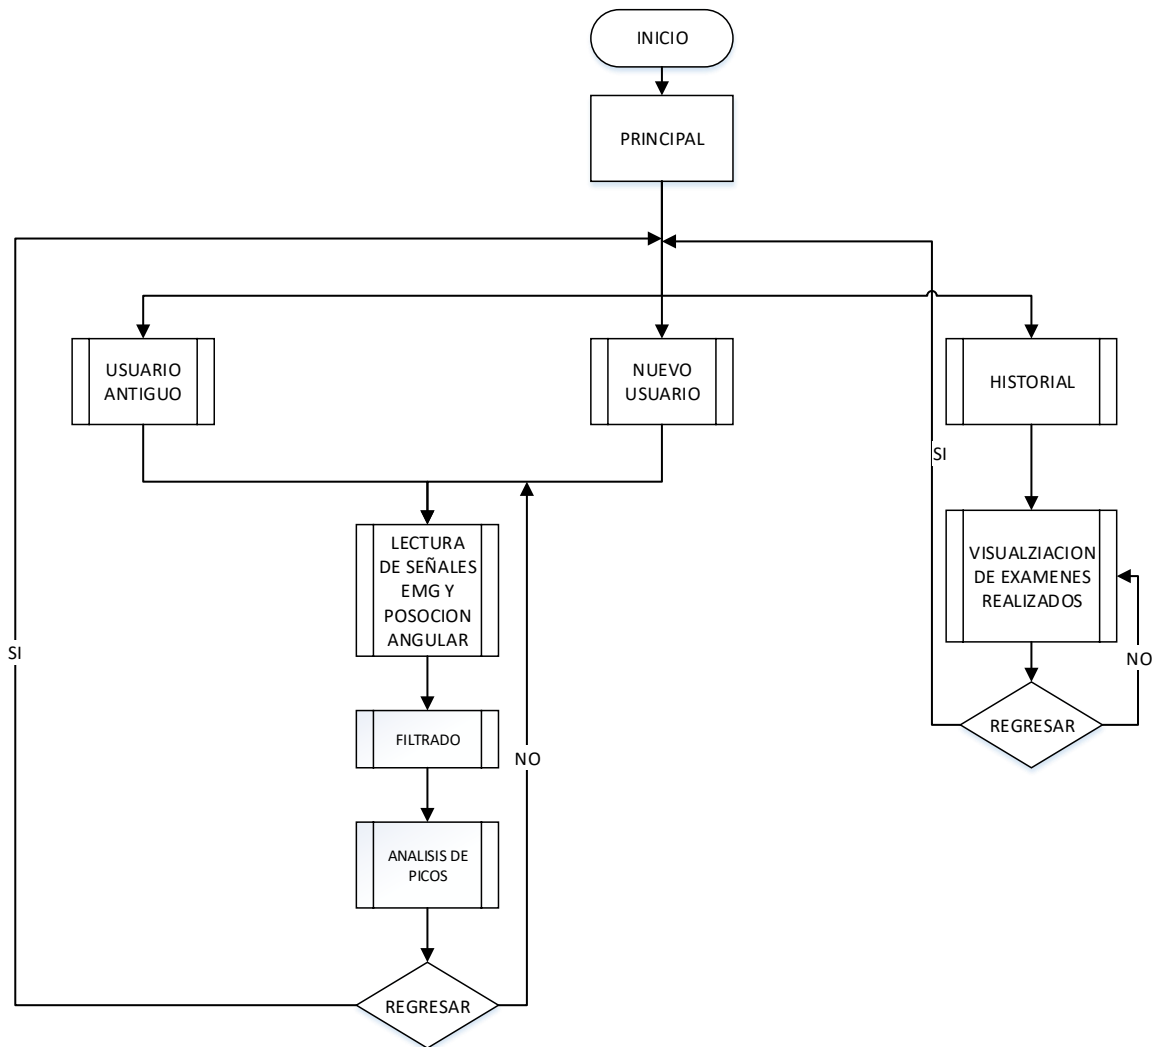 INICIO
PRINCIPAL
USUARIO
ANTIGUO
NUEVO
USUARIO
HISTORIAL
SI
LECTURA
DE SEÑALES
EMG Y
POSOCION
ANGULAR
VISUALZIACION
DE EXAMENES
REALIZADOS
SI
NO
FILTRADO
REGRESAR
NO
ANALISIS DE
PICOS
REGRESAR